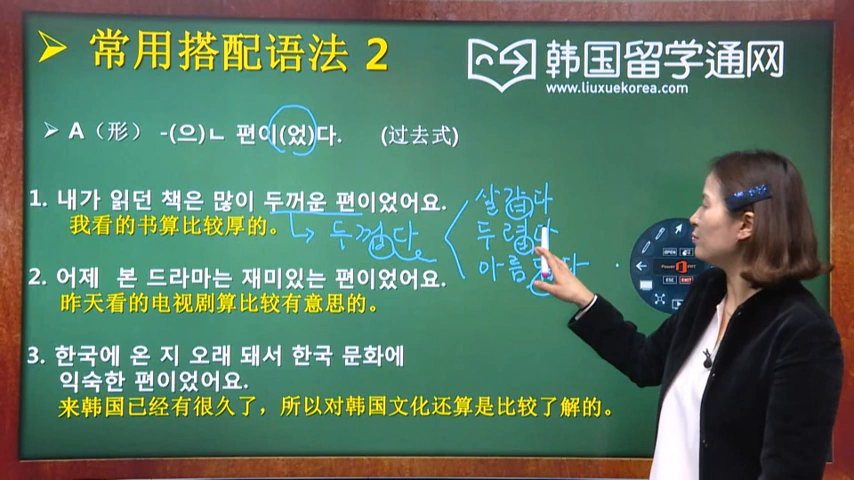 ➢ 常用搭配语法 2
韩国留学通网
www.liuxuekorea.com
➢ A（形） -(으)ㄴ 편이(었)다. (过去式)
1. 내가 읽던 책은 많이 두꺼운 편이었어요.
我看的书算比较厚的。
두껍다
살갑다
두렵다
아름답다
2. 어제 본 드라마는 재미있는 편이었어요.
昨天看的电视剧算比较有意思的。
3. 한국에 온 지 오래 돼서 한국 문화에
익숙한 편이었어요.
来韩国已经有很久了，所以对韩国文化还算是比较了解的。
OPEN
PowerPPT
ESC
EXIT